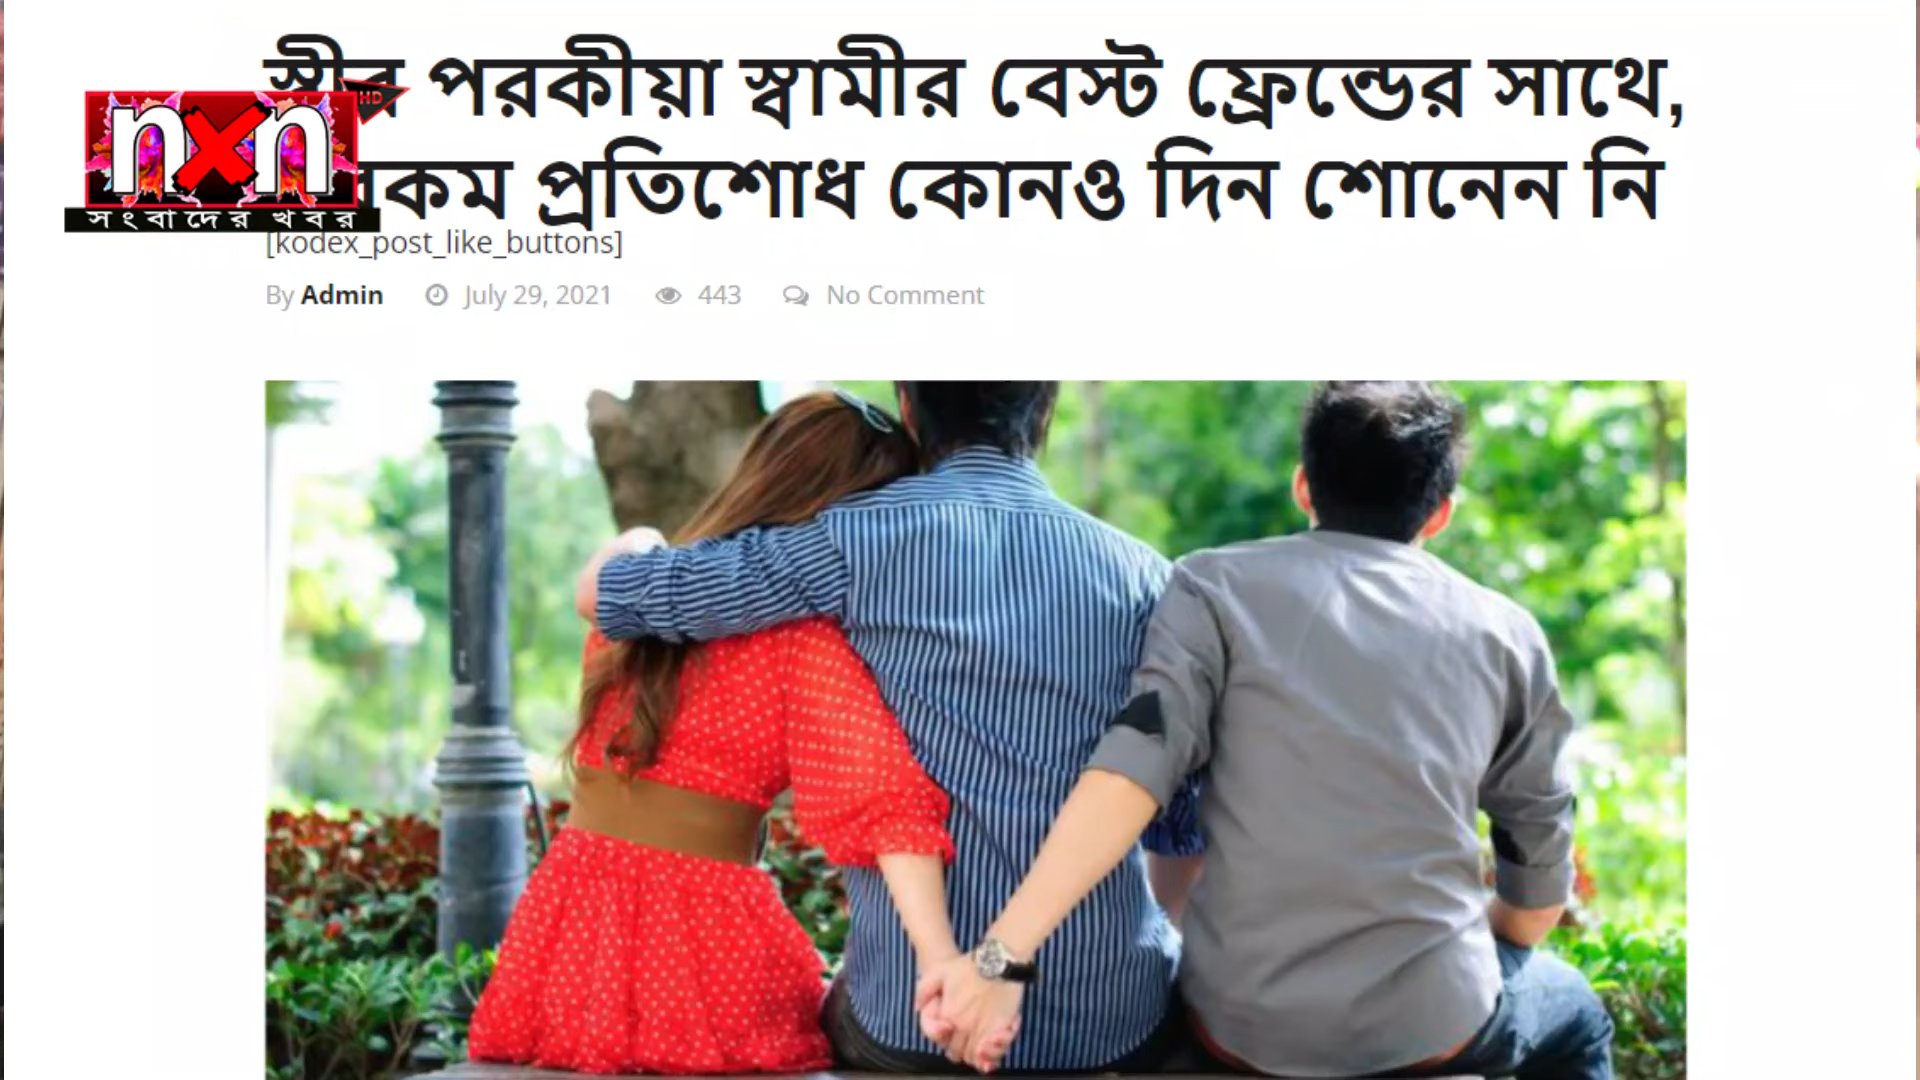 স্ত্রীর পরকীয়া স্বামীর বেস্ট ফ্রেন্ডের সাথে,
প্রতিশোধ কোনও দিন শোনেন নি
HD
nxn
সংবাদের খবর
[kodex_post_like_buttons]
By Admin July 29, 2021 443 No Comment